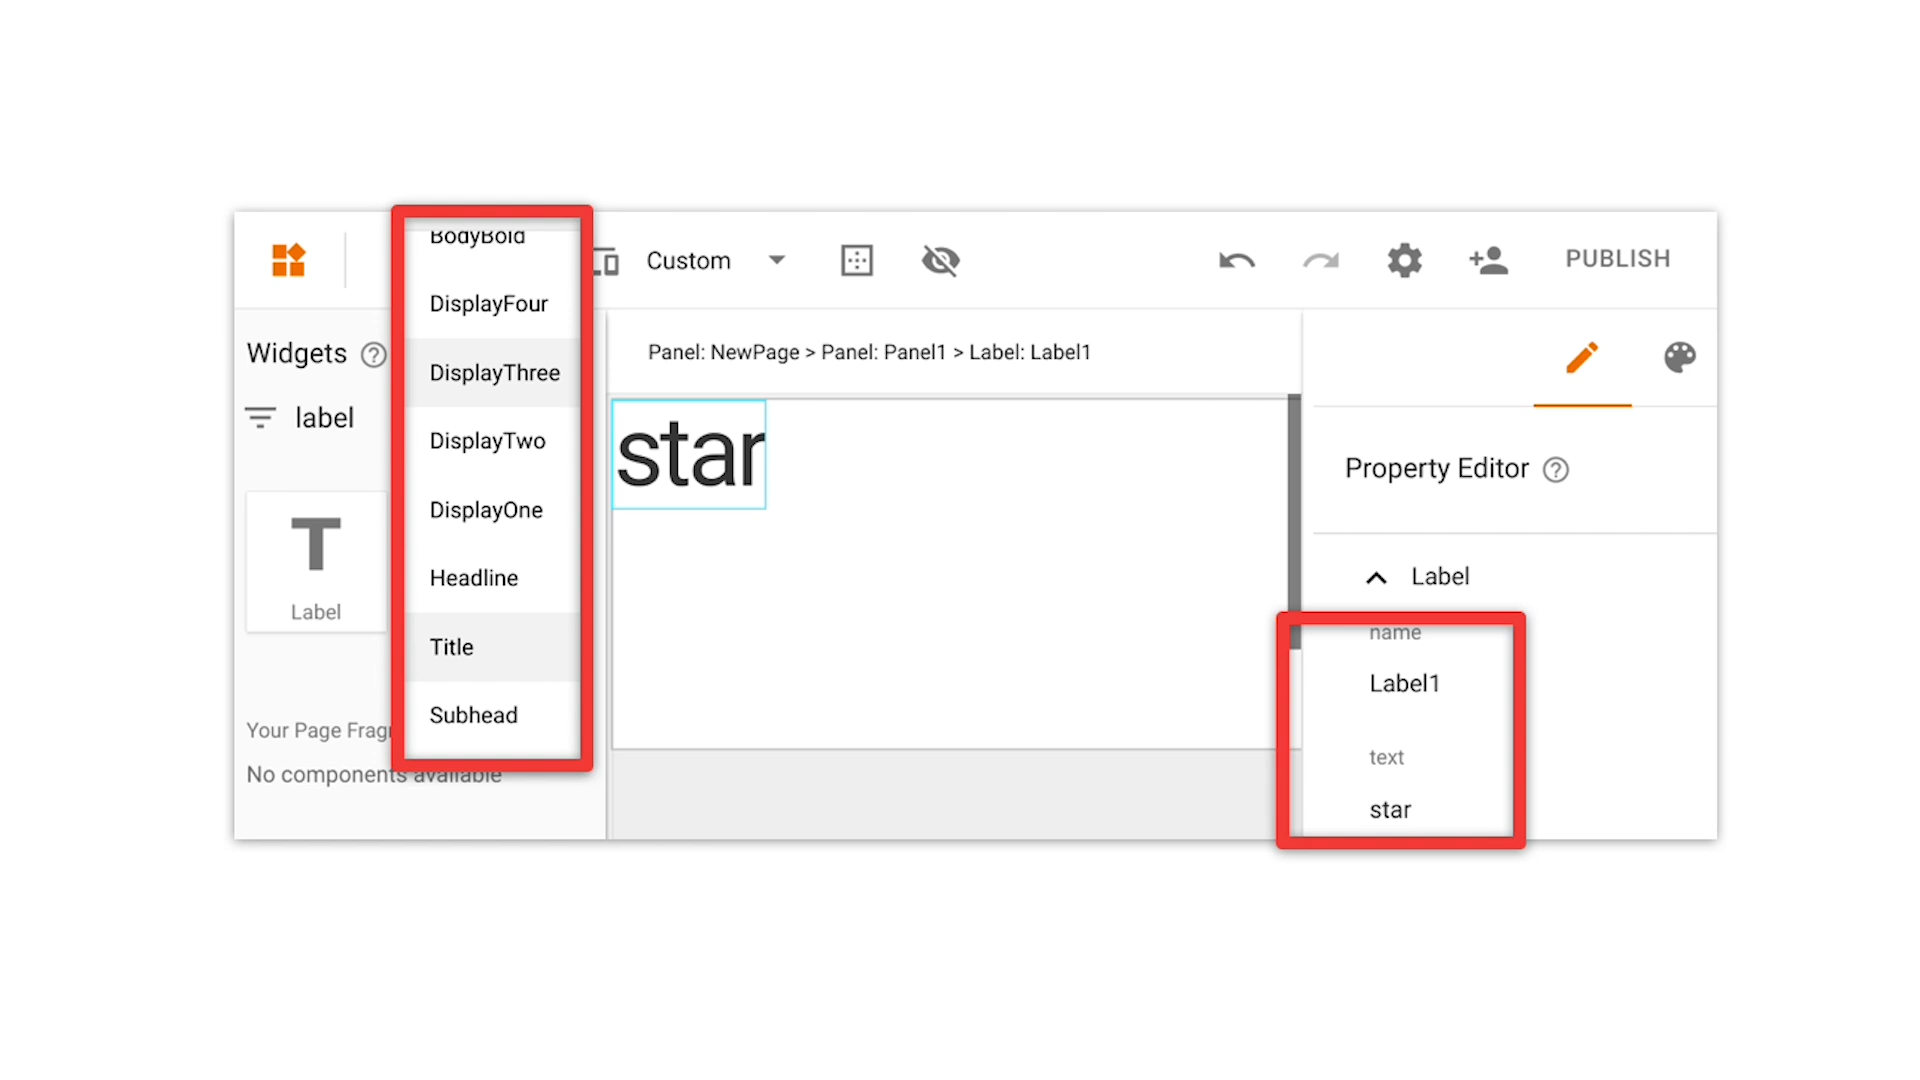 Custom
PUBLISH
Widgets
label
T
Label
Your Page Frag
No components available
BodyBold
DisplayFour
DisplayThree
DisplayTwo
DisplayOne
Headline
Title
Subhead
Panel: NewPage > Panel: Panel1 > Label: Label1
star
Property Editor
Label
name
Label1
text
star